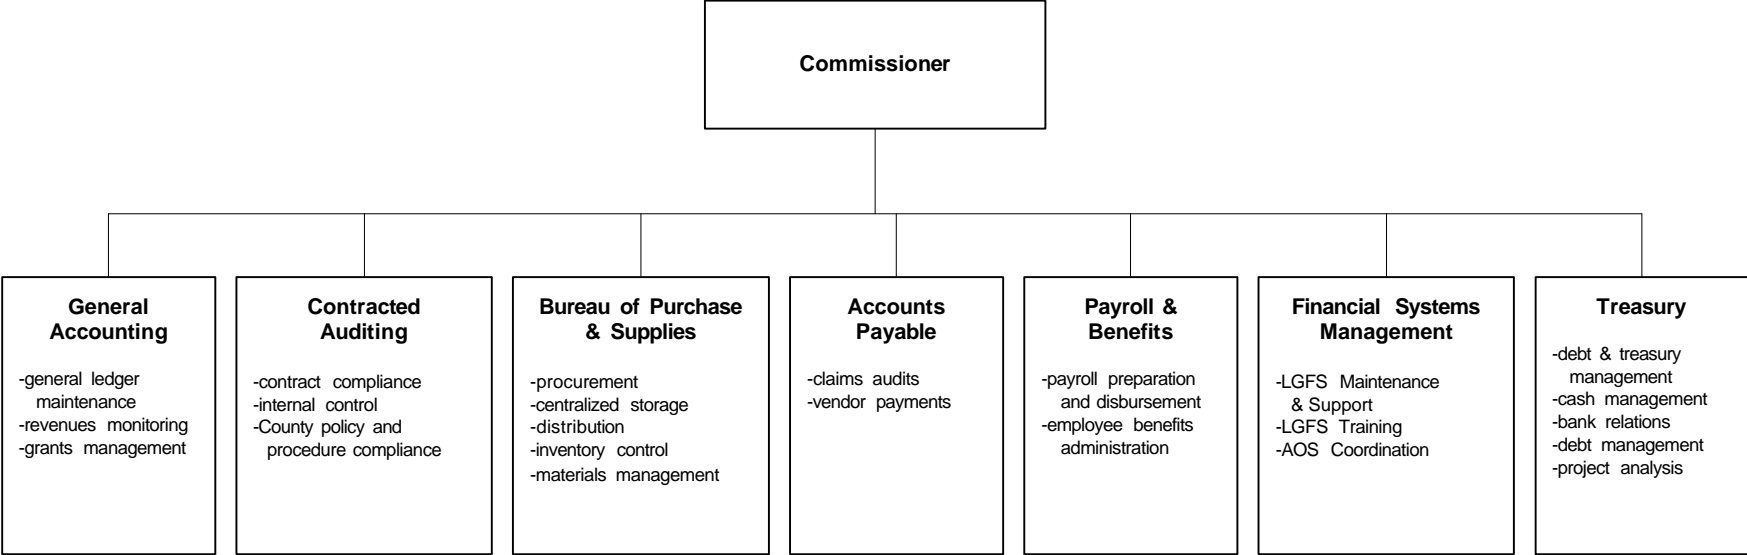 Commissioner
General
Accounting
-general ledger
maintenance
-revenues monitoring
-grants management
Contracted
Auditing
-contract compliance
-internal control
-County policy and
procedure compliance
Bureau of Purchase
& Supplies
-procurement
-centralized storage
-distribution
-inventory control
-materials management
Accounts
Payable
-claims audits
-vendor payments
Payroll &
Benefits
-payroll preparation
and disbursement
-employee benefits
administration
Financial Systems
Management
-LGFS Maintenance
& Support
-LGFS Training
-AOS Coordination
Treasury
-debt & treasury
management
-cash management
-bank relations
-debt management
-project analysis